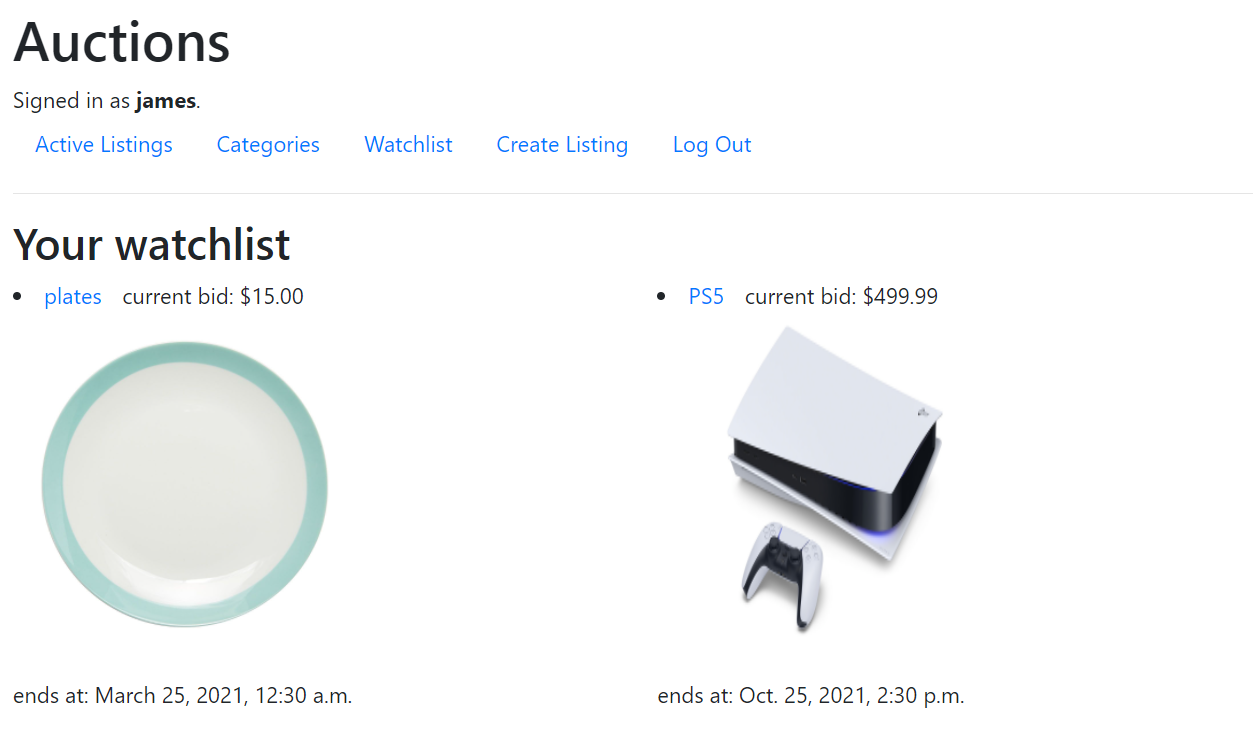 Auctions
Signed in as james.
Active Listings Categories Watchlist Create Listing Log Out
Your watchlist
• plates current bid: $15.00
• PS5 current bid: $499.99
ends at: March 25, 2021, 12:30 a.m.
ends at: Oct. 25, 2021, 2:30 p.m.